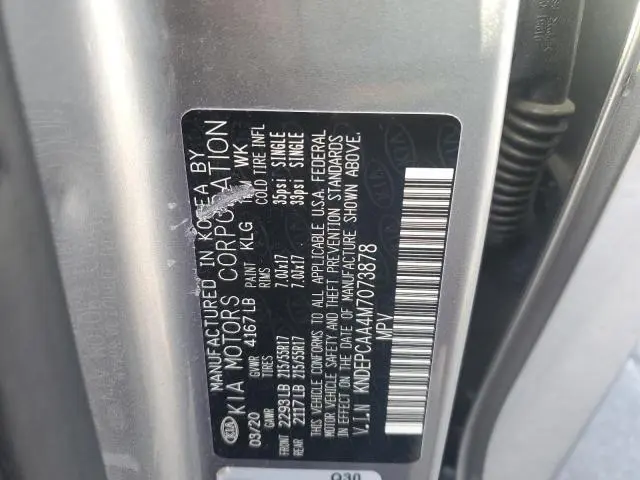 MANUFACTURED IN KOREA BY
KIA KIA MOTORS CORPORATION
03/20 GVWR 4167LB PAINT KLG TRIM WK
GAWR RIMS COLD TIRE INFL
FRONT 2293LB 215/55R17 7.0Jx17 35psi SINGLE
REAR 2117LB 215/55R17 7.0Jx17 33psi SINGLE
THIS VEHICLE CONFORMS TO ALL APPLICABLE U.S.A. FEDERAL
MOTOR VEHICLE SAFETY AND THEFT PREVENTION STANDARDS
IN EFFECT ON THE DATE OF MANUFACTURE SHOWN ABOVE.
V.I.N KNDEPCAA4M7073878
MPV
Q30